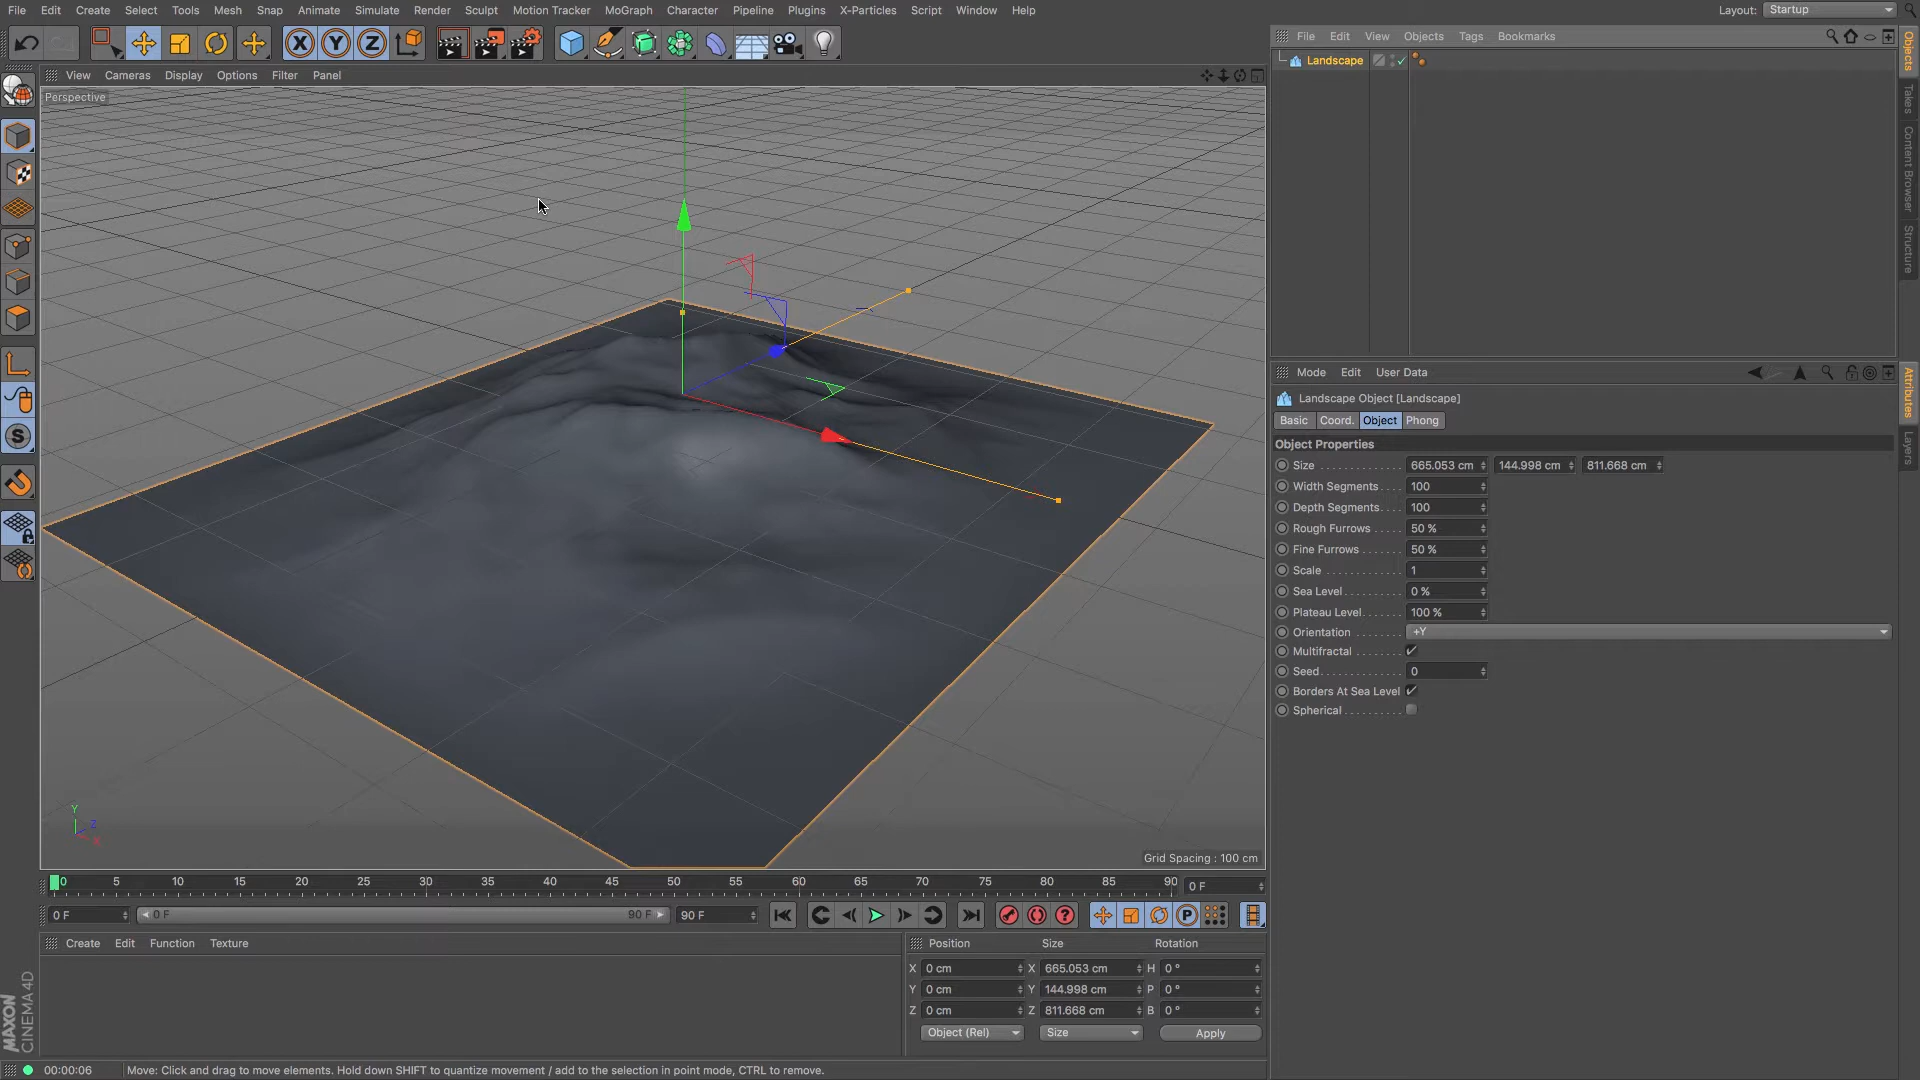 File Edit Create Select Tools Mesh Snap Animate Simulate Render Sculpt Motion Tracker MoGraph Character Pipeline Plugins X-Particles Script Window Help Layout: Startup
File Edit View Objects Tags Bookmarks
Objects
Takes
Content Browser
Structure
Landscape
View Cameras Display Options Filter Panel
Perspective
Grid Spacing : 100 cm
Y
Z
X
Mode Edit User Data
Attributes
Layers
Landscape Object [Landscape]
Basic Coord. Object Phong
Object Properties
Size 665.053 cm 144.998 cm 811.668 cm
Width Segments 100
Depth Segments 100
Rough Furrows 50 %
Fine Furrows 50 %
Scale 1
Sea Level 0 %
Plateau Level 100 %
Orientation +Y
Multifractal
Seed 0
Borders At Sea Level
Spherical
0 5 10 15 20 25 30 35 40 45 50 55 60 65 70 75 80 85 90 0 F
0 F 0 F 90 F 90 F
Create Edit Function Texture
Position Size Rotation
X 0 cm X 665.053 cm H 0 °
Y 0 cm Y 144.998 cm P 0 °
Z 0 cm Z 811.668 cm B 0 °
Object (Rel) Size Apply
MAXON
CINEMA 4D
00:00:06 Move: Click and drag to move elements. Hold down SHIFT to quantize movement / add to the selection in point mode, CTRL to remove.